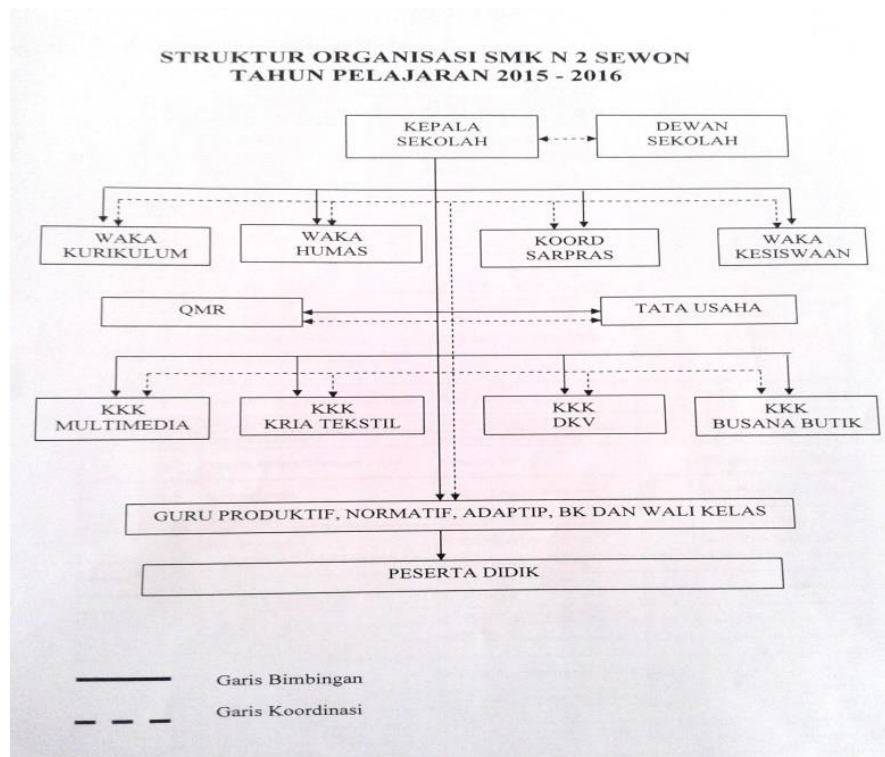 STRUKTUR ORGANISASI SMK N 2 SEWON
TAHUN PELAJARAN 2015 - 2016
KEPALA
SEKOLAH
DEWAN
SEKOLAH
WAKA
KURIKULUM
WAKA
HUMAS
KOORD
SARPRAS
WAKA
KESISWAAN
QMR
TATA USAHA
KKK
MULTIMEDIA
KKK
KRIA TEKSTIL
KKK
DKV
KKK
BUSANA BUTIK
GURU PRODUKTIF, NORMATIF, ADAPTIP, BK DAN WALI KELAS
PESERTA DIDIK
Garis Bimbingan
Garis Koordinasi